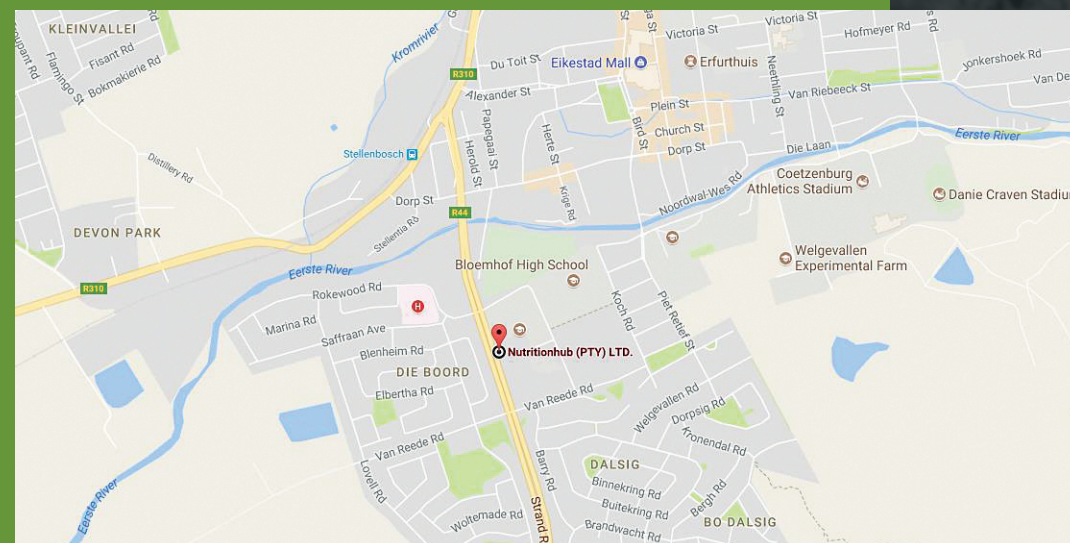 KLEINVALLEI
Fisant Rd
Flamingo St
Bokmakierie Rd
Kromrivier
R310
Du Toit St
Eikestad Mall
Erfurthuis
Victoria St
Victoria St
Hofmeyer Rd
Neethling St
Jonkershoek Rd
Van Riebeeck St
Alexander St
Plein St
Bird St
Church St
Dorp St
Die Laan
Eerste River
Papegaai St
Herold St
Herte St
Krige Rd
Stellenbosch
Distillery Rd
Dorp St
R44
Stellentia Rd
Noordwal-Wes Rd
Coetzenburg
Athletics Stadium
Danie Craven Stadiu
DEVON PARK
Welgevallen
Experimental Farm
Bloemhof High School
Eerste River
R310
Rokewood Rd
H
Marina Rd
Saffraan Ave
Koch Rd
Piet Retief St
Blenheim Rd
Nutritionhub (PTY) LTD.
DIE BOORD
Elbertha Rd
Van Reede Rd
Welgevallen Rd
Dorpsig Rd
Kronendal Rd
Van Reede Rd
Lovell Rd
Barry Rd
DALSIG
Binnekring Rd
Bergh Rd
Buitekring Rd
Brandwacht Rd
BO DALSIG
Eerste River
Woltemade Rd
Strand R